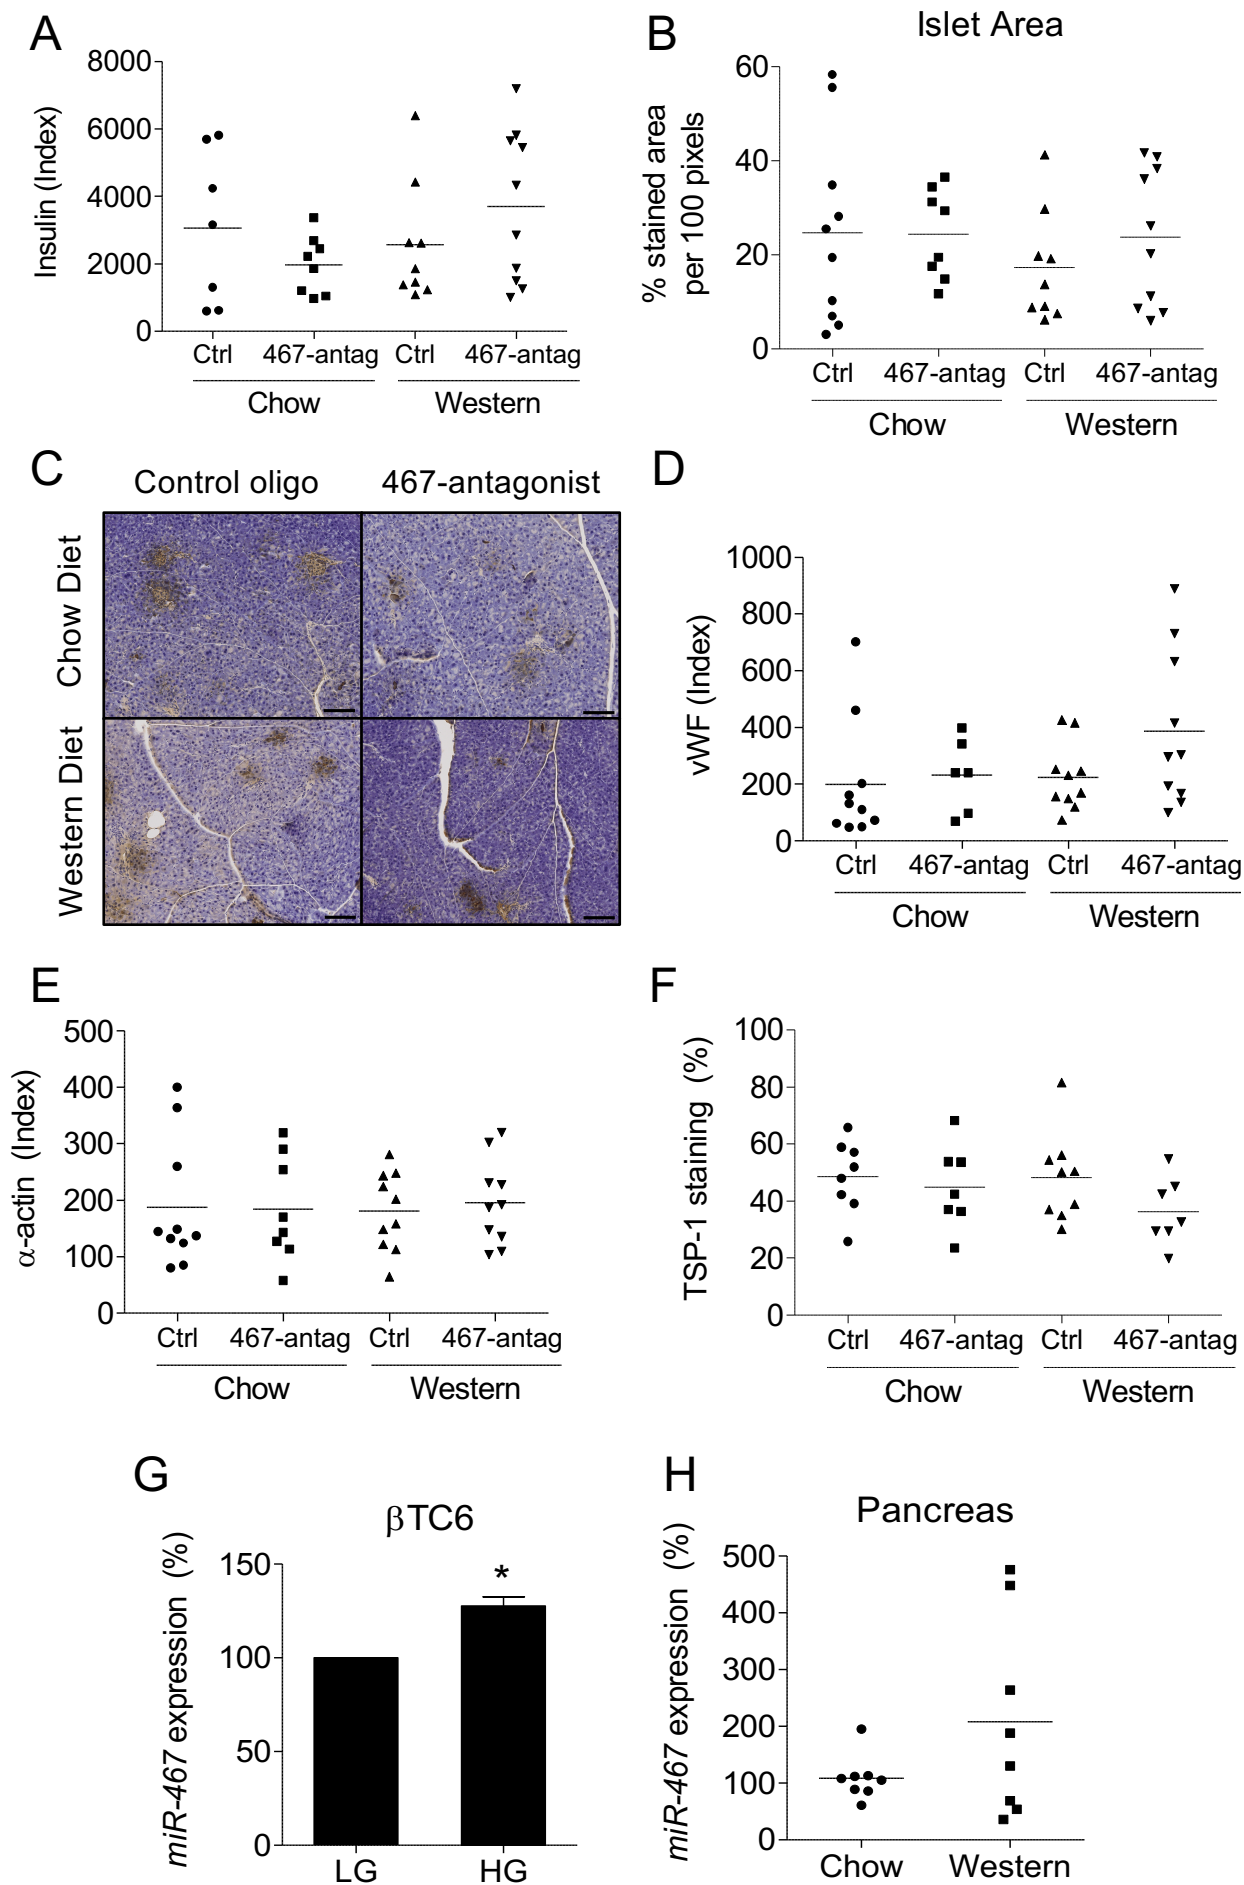 A
Insulin (Index)
8000
6000
4000
2000
0
Ctrl 467-antag Ctrl 467-antag
Chow Western
B
Islet Area
% stained area
per 100 pixels
60
40
20
0
Ctrl 467-antag Ctrl 467-antag
Chow Western
C
Control oligo 467-antagonist
Chow Diet
Western Diet
D
vWF (Index)
1000
800
600
400
200
0
Ctrl 467-antag Ctrl 467-antag
Chow Western
E
α-actin (Index)
500
400
300
200
100
0
Ctrl 467-antag Ctrl 467-antag
Chow Western
F
TSP-1 staining (%)
100
80
60
40
20
0
Ctrl 467-antag Ctrl 467-antag
Chow Western
G
βTC6
miR-467 expression (%)
150
100
50
0
*
LG HG
H
Pancreas
miR-467 expression (%)
500
400
300
200
100
0
Chow Western